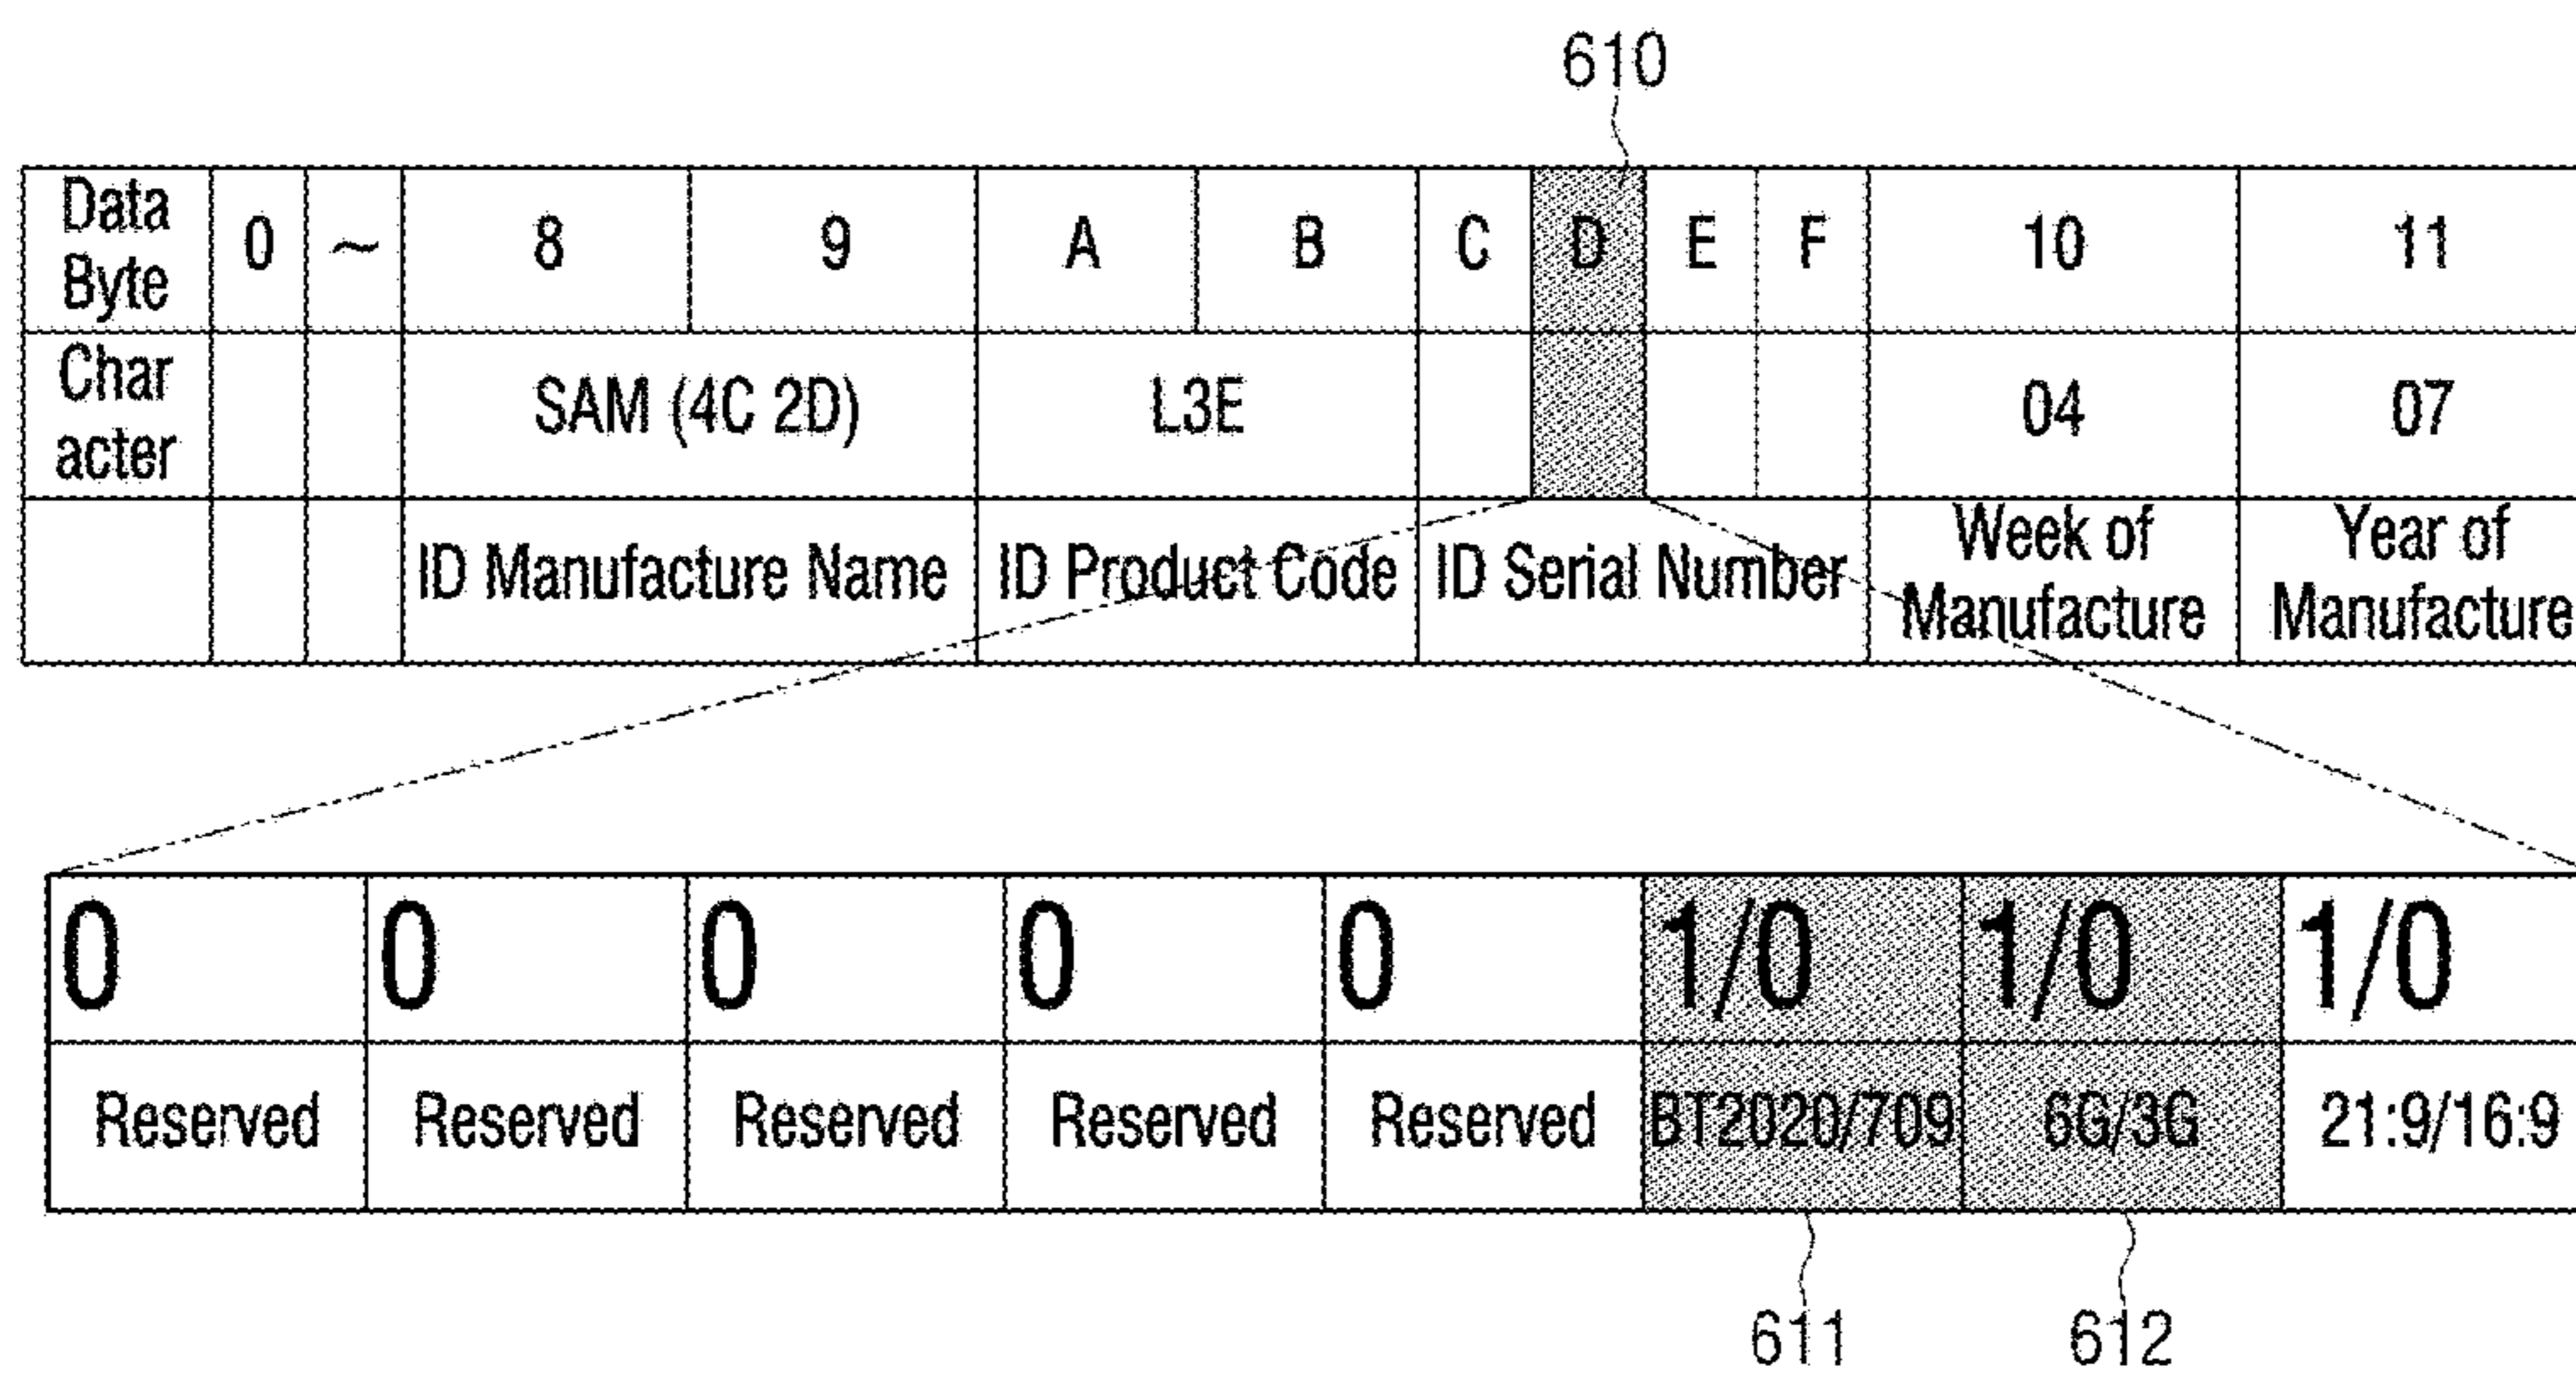 610
Data Byte 0 ~ 8 9 A B C D E F 10 11
Char acter SAM (4C 2D) L3E 04 07
ID Manufacture Name ID Product Code ID Serial Number Week of Manufacture Year of Manufacture
0 0 0 0 0 1/0 1/0 1/0
Reserved Reserved Reserved Reserved Reserved BT2020/709 6G/3G 21:9/16:9
611 612